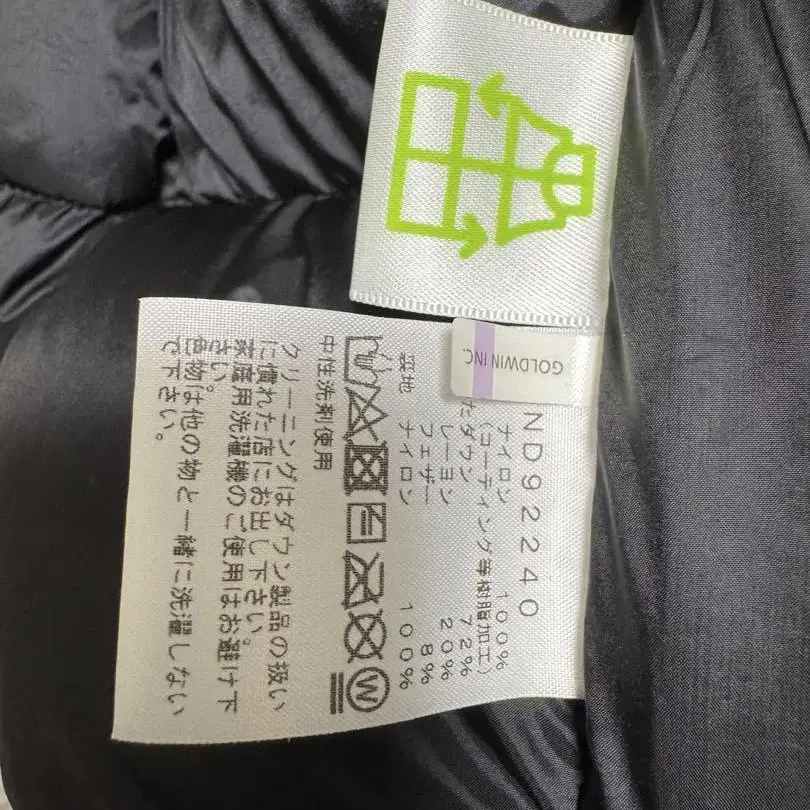 GOLDWIN INC.
ND92240
ナイロン 100%
(コーティング等樹脂加工)
たダウン 72%
レーヨン 20%
フェザー 8%
裏地 ナイロン 100%
W
中性洗剤使用
クリーニングはダウン製品の扱い
に慣れた店にお出し下さい。
家庭用洗濯機のご使用はお避け下
さい。
色物は他の物と一緒に洗濯しない
で下さい。